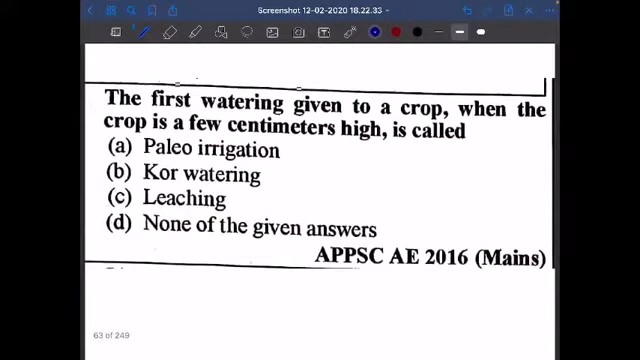 Screenshot 12-02-2020 18.22.33
The first watering given to a crop, when the
crop is a few centimeters high, is called
(a) Paleo irrigation
(b) Kor watering
(c) Leaching
(d) None of the given answers
APPSC AE 2016 (Mains)
63 of 249